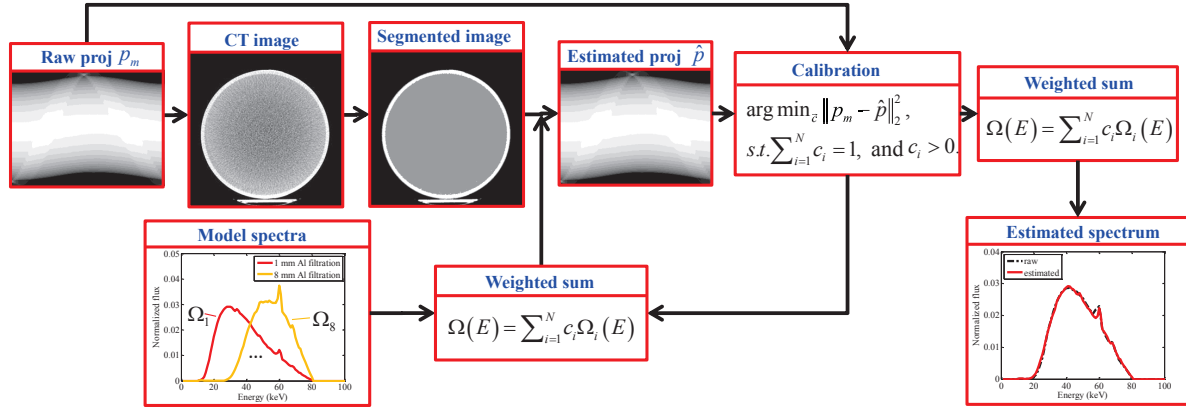 Raw proj p_m
CT image
Segmented image
Estimated proj p̂
Calibration
arg min_c̄ ‖p_m − p̂‖₂²,
s.t. ∑_{i=1}^{N} c_i = 1, and c_i > 0.
Weighted sum
Ω(E) = ∑_{i=1}^{N} c_i Ω_i(E)
Model spectra
0.05
0.04
0.03
0.02
0.01
0
Normalized flux
1 mm Al filtration
8 mm Al filtration
Ω₁
Ω₈
...
0 20 40 60 80 100
Energy (keV)
Weighted sum
Ω(E) = ∑_{i=1}^{N} c_i Ω_i(E)
Estimated spectrum
0.04
0.03
0.02
0.01
0
Normalized flux
raw
estimated
0 20 40 60 80 100
Energy (keV)